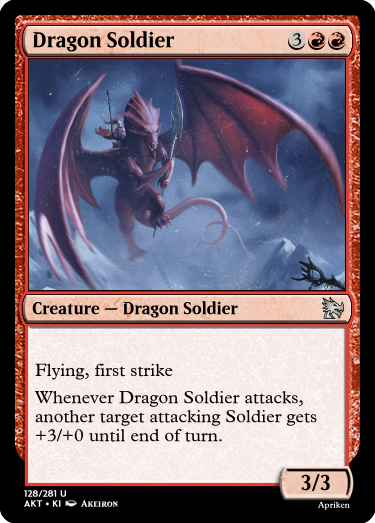 Dragon Soldier 3
Creature — Dragon Soldier
Flying, first strike
Whenever Dragon Soldier attacks,
another target attacking Soldier gets
+3/+0 until end of turn.
3/3
128/281 U
AKT • KI Akeiron
Apriken